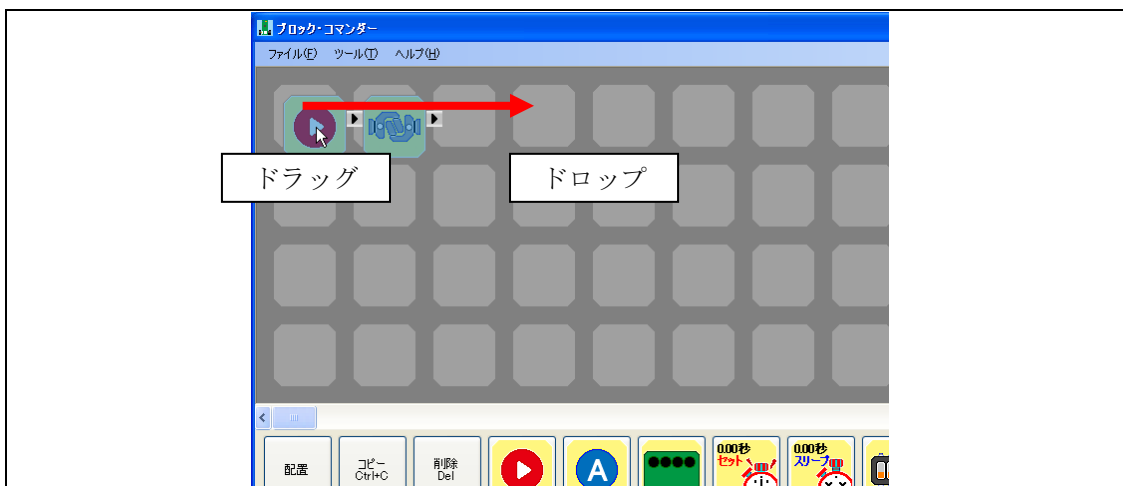 ブロック・コマンダー
ファイル(F) ツール(T) ヘルプ(H)
ドラッグ
ドロップ
配置
コピー
Ctrl+C
削除
Del
A
0.00秒
セット
0.00秒
スリープ